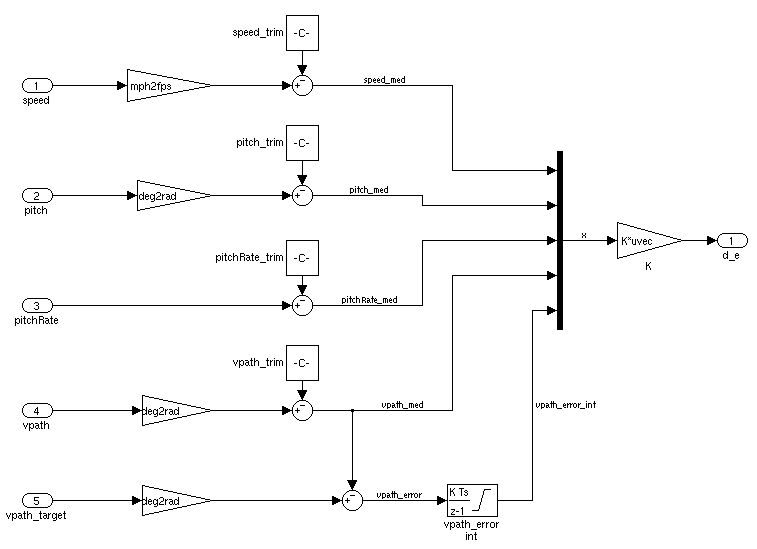 speed_trim
-C-
1
speed
mph2fps
+
-
speed_med
pitch_trim
-C-
2
pitch
deg2rad
+
-
pitch_med
pitchRate_trim
-C-
3
pitchRate
+
-
pitchRate_med
vpath_trim
-C-
4
vpath
deg2rad
+
-
vpath_med
5
vpath_target
deg2rad
+
-
vpath_error
K Ts
z-1
vpath_error
int
vpath_error_int
x
K*uvec
K
1
d_e